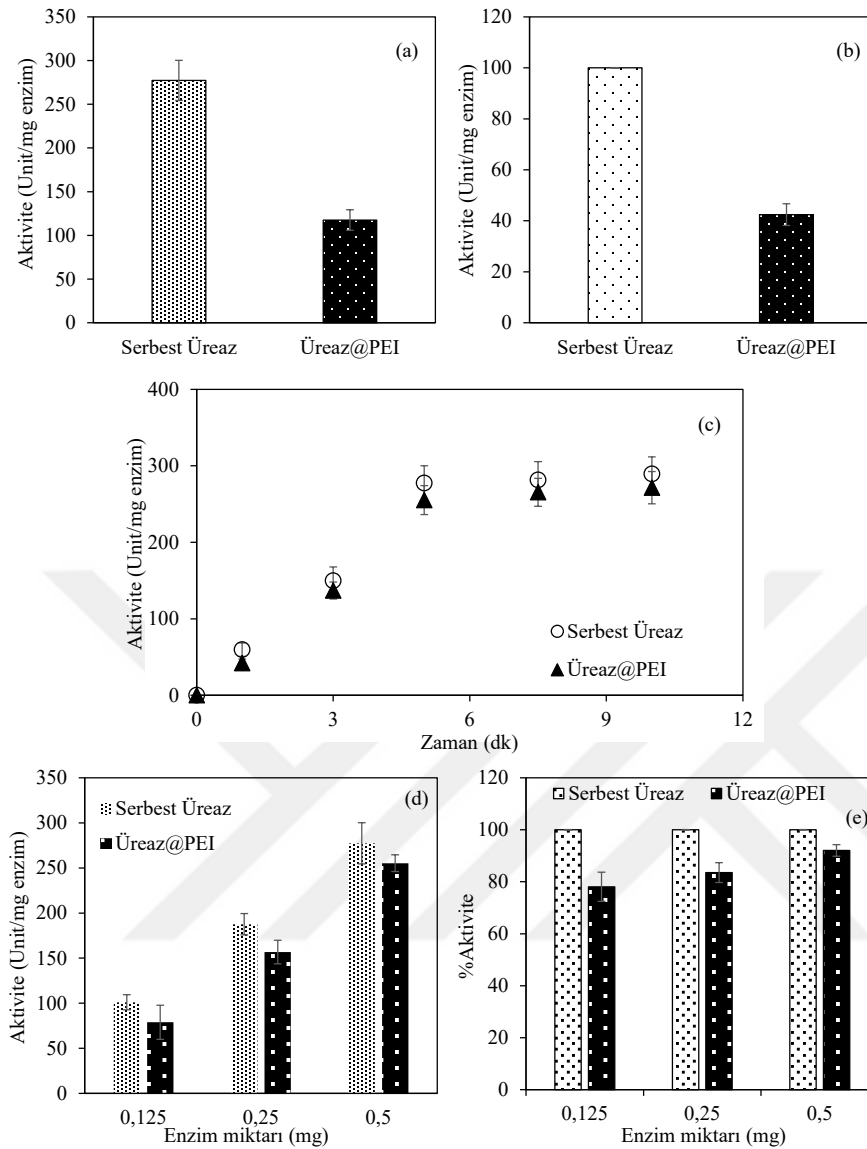 350
300
250
200
150
100
50
0
Aktivite (Unit/mg enzim)
(a)
Serbest Üreaz
Üreaz@PEI
120
100
80
60
40
20
0
Aktivite (Unit/mg enzim)
(b)
Serbest Üreaz
Üreaz@PEI
400
300
200
100
0
Aktivite (Unit/mg enzim)
(c)
Serbest Üreaz
Üreaz@PEI
0 3 6 9 12
Zaman (dk)
350
300
250
200
150
100
50
0
Aktivite (Unit/mg enzim)
Serbest Üreaz
Üreaz@PEI
(d)
0,125 0,25 0,5
Enzim miktarı (mg)
120
100
80
60
40
20
0
%Aktivite
Serbest Üreaz Üreaz@PEI
(e)
0,125 0,25 0,5
Enzim miktarı (mg)